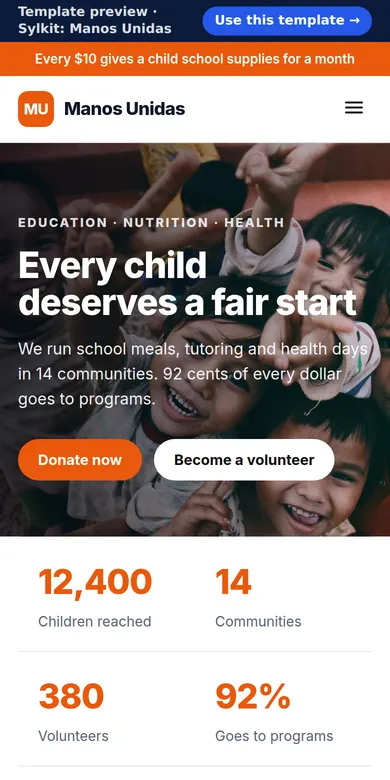 Template preview ·
Sylkit: Manos Unidas
Use this template →
Every $10 gives a child school supplies for a month
MU
Manos Unidas
EDUCATION · NUTRITION · HEALTH
Every child
deserves a fair start
We run school meals, tutoring and health days
in 14 communities. 92 cents of every dollar
goes to programs.
Donate now
Become a volunteer
12,400
14
Children reached
Communities
380
92%
Volunteers
Goes to programs